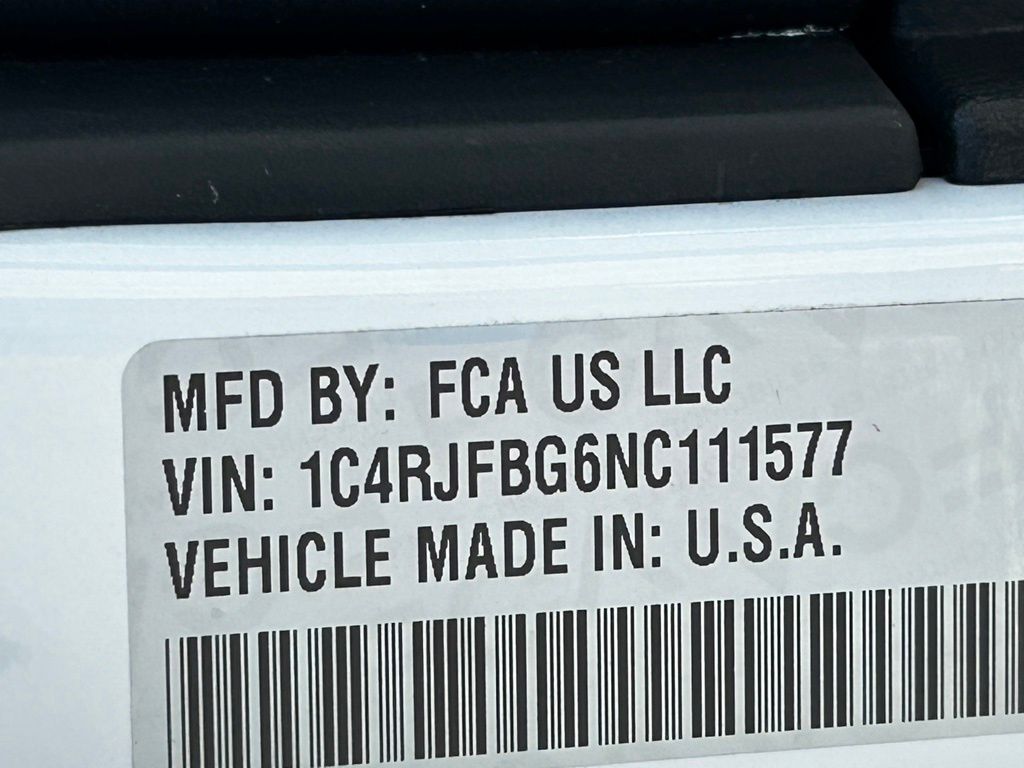 MFD BY: FCA US LLC
VIN: 1C4RJFBG6NC111577
VEHICLE MADE IN: U.S.A.